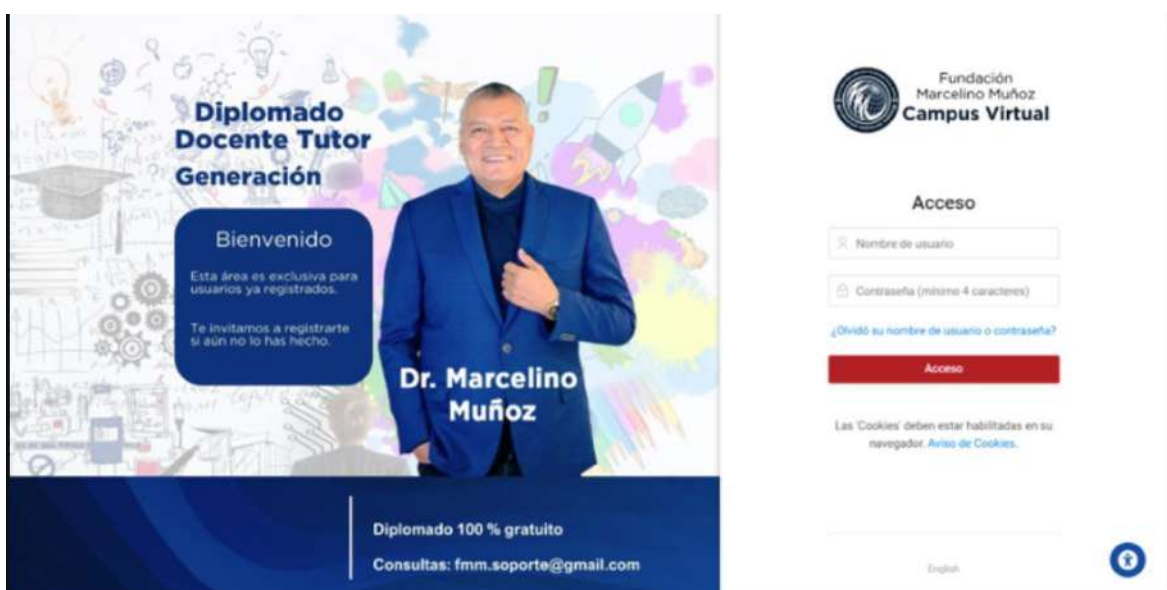 Diplomado
Docente Tutor
Generación
Bienvenido
Esta área es exclusiva para
usuarios ya registrados.
Te invitamos a registrarte
si aún no lo has hecho.
Dr. Marcelino
Muñoz
Diplomado 100 % gratuito
Consultas: fmm.soporte@gmail.com
Fundación
Marcelino Muñoz
Campus Virtual
Acceso
Nombre de usuario
Contraseña (mínimo 4 caracteres)
¿Olvidó su nombre de usuario o contraseña?
Acceso
Las 'Cookies' deben estar habilitadas en su
navegador. Aviso de Cookies.
English